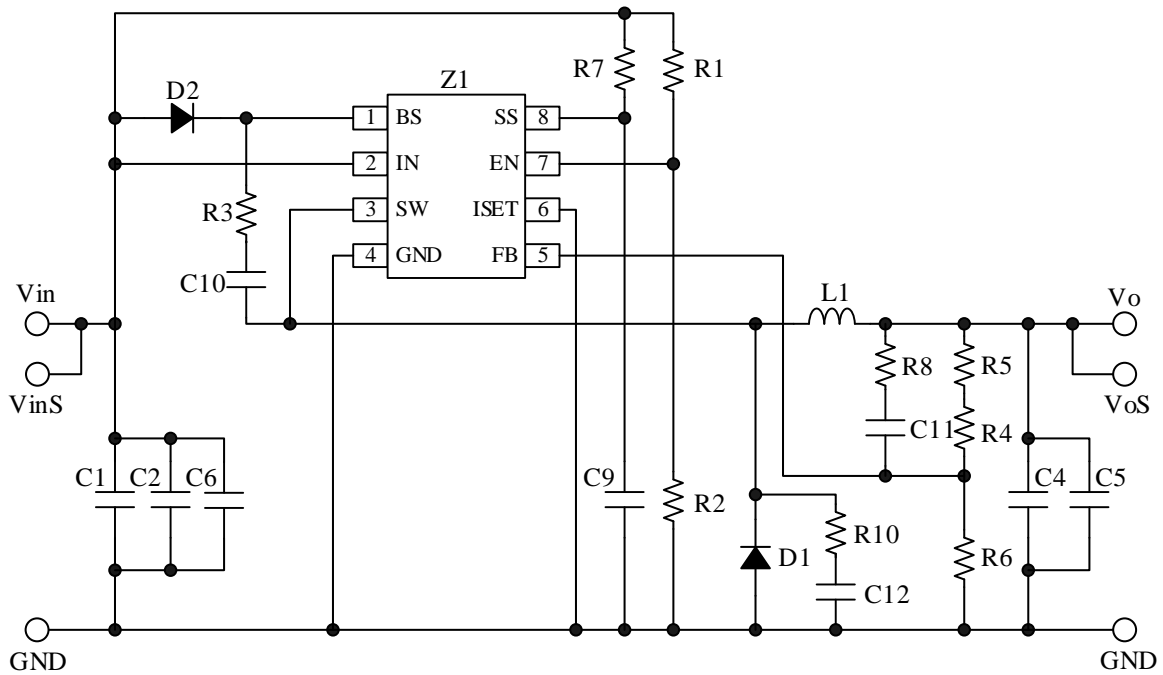 R7
R1
Z1
D2
1 BS SS 8
2 IN EN 7
R3
3 SW ISET 6
4 GND FB 5
C10
Vin
L1
Vo
R8
R5
VinS
VoS
C11
R4
C1
C2
C6
C9
R2
C4
C5
R10
D1
R6
C12
GND
GND